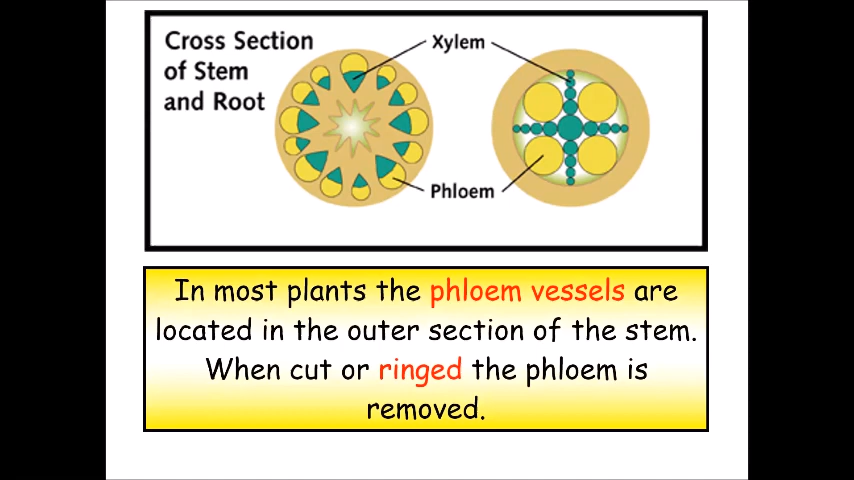 Cross Section
of Stem
and Root
Xylem
Phloem
In most plants the phloem vessels are
located in the outer section of the stem.
When cut or ringed the phloem is
removed.